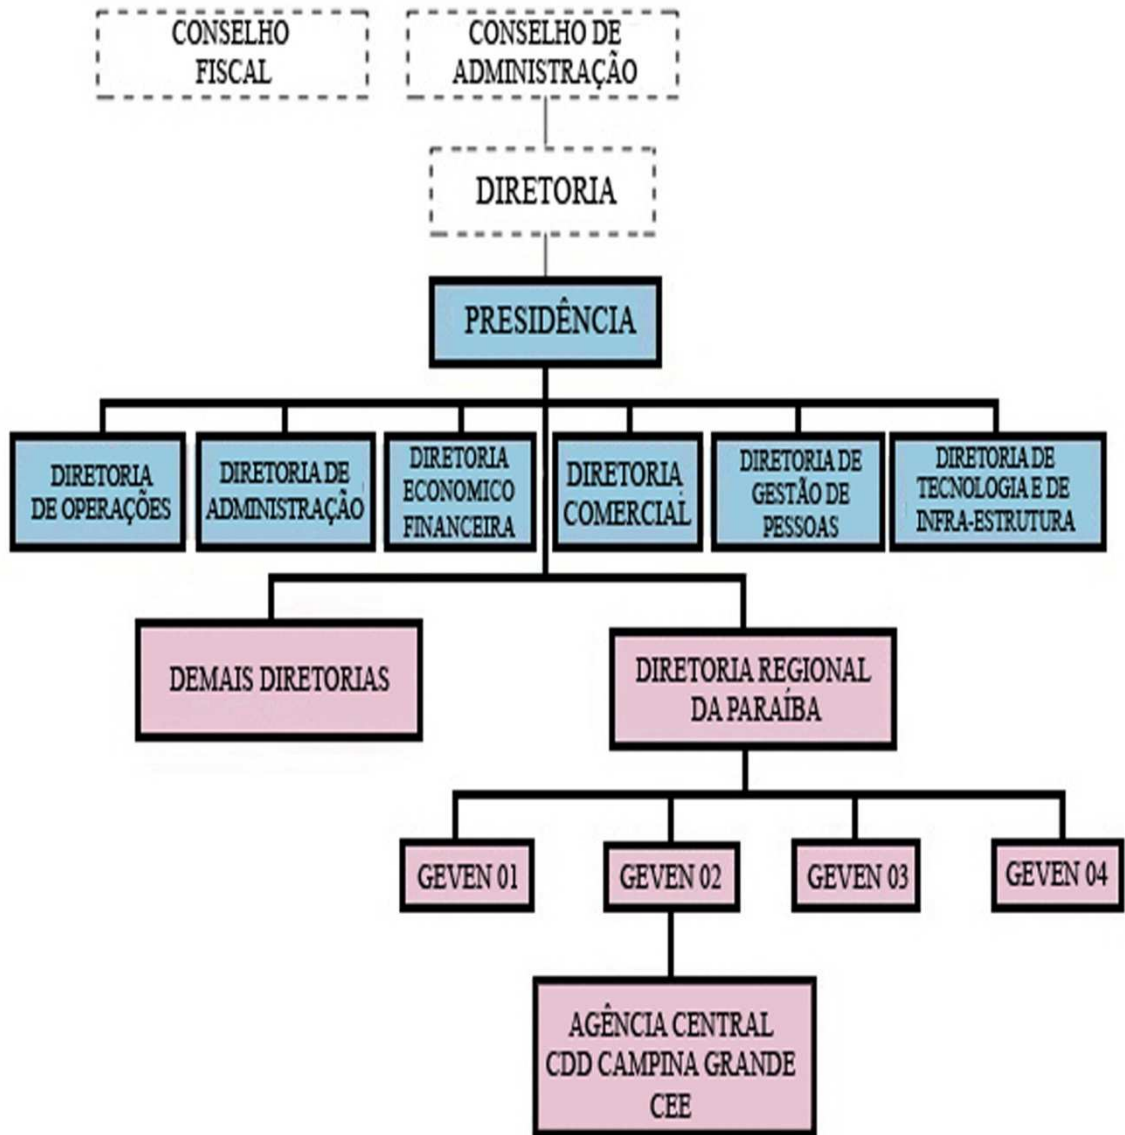 CONSELHO
FISCAL
CONSELHO DE
ADMINISTRAÇÃO
DIRETORIA
PRESIDÊNCIA
DIRETORIA
DE OPERAÇÕES
DIRETORIA DE
ADMINISTRAÇÃO
DIRETORIA
ECONOMICO
FINANCEIRA
DIRETORIA
COMERCIAL
DIRETORIA DE
GESTÃO DE
PESSOAS
DIRETORIA DE
TECNOLOGIA E DE
INFRA-ESTRUTURA
DEMAIS DIRETORIAS
DIRETORIA REGIONAL
DA PARAÍBA
GEVEN 01
GEVEN 02
GEVEN 03
GEVEN 04
AGÊNCIA CENTRAL
CDD CAMPINA GRANDE
CEE